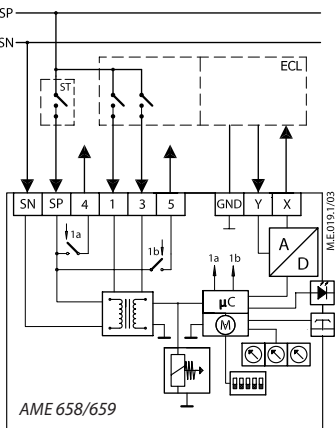 SP
SN
ST
ECL
SN SP 4 1 3 5 GND Y X
M.E.019.1/03
1a
1b
1a 1b
A
D
µC
M
AME 658/659